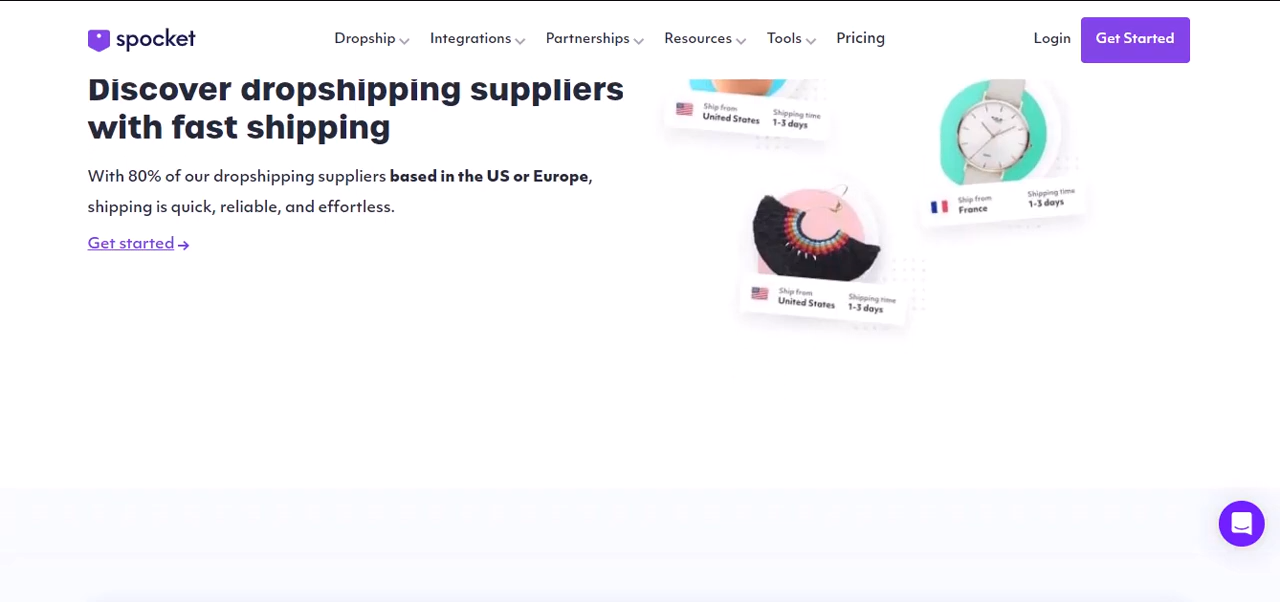 spocket
Dropship
Integrations
Partnerships
Resources
Tools
Pricing
Login
Get Started
Discover dropshipping suppliers
with fast shipping
With 80% of our dropshipping suppliers based in the US or Europe,
shipping is quick, reliable, and effortless.
Get started →
Ship from
United States
Shipping time
1-3 days
Ship from
France
Shipping time
1-3 days
Ship from
United States
Shipping time
1-3 days